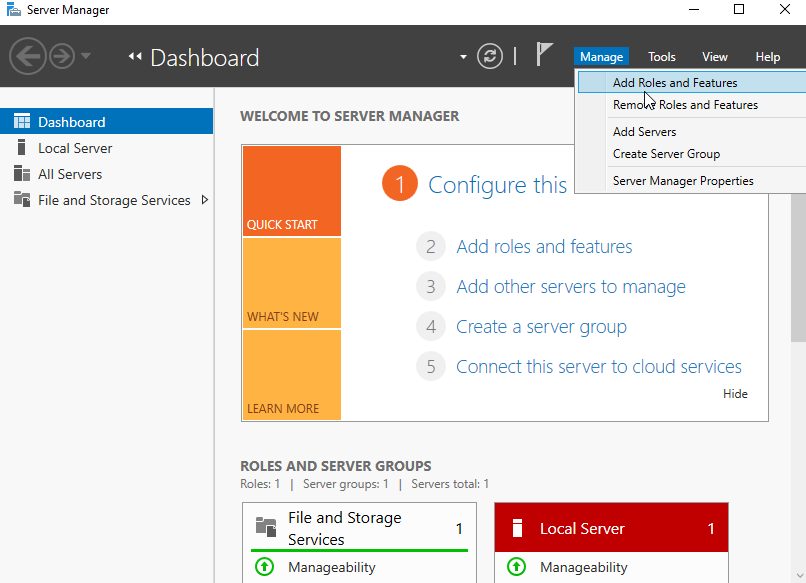 Server Manager
Dashboard
Manage Tools View Help
Add Roles and Features
Remove Roles and Features
Add Servers
Create Server Group
Server Manager Properties
Dashboard
Local Server
All Servers
File and Storage Services
WELCOME TO SERVER MANAGER
QUICK START
WHAT'S NEW
LEARN MORE
1 Configure this
2 Add roles and features
3 Add other servers to manage
4 Create a server group
5 Connect this server to cloud services
Hide
ROLES AND SERVER GROUPS
Roles: 1 | Server groups: 1 | Servers total: 1
File and Storage
Services 1
Manageability
Local Server 1
Manageability